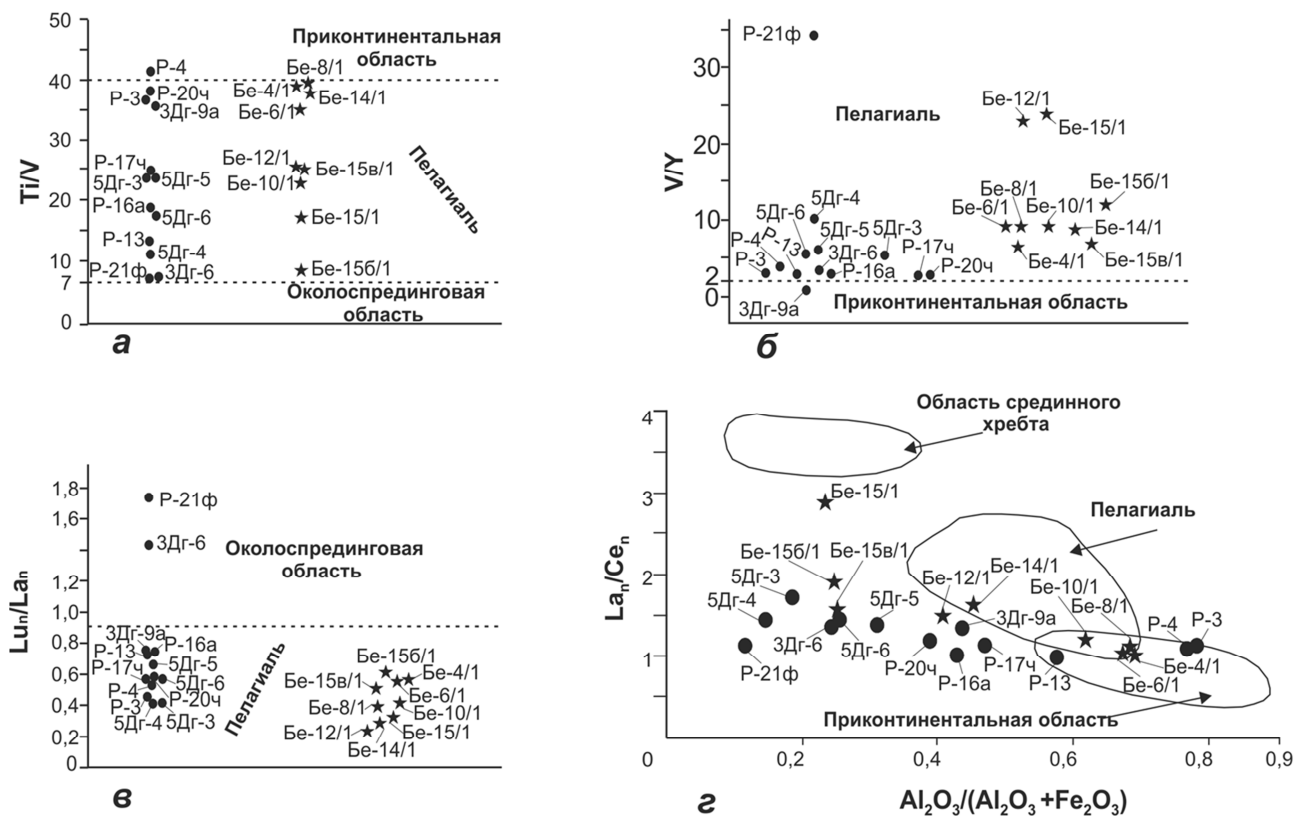 50
40
30
20
10
7
0
Ti/V
Приконтинентальная
область
Р-4
Р-20ч
Р-3
3Дг-9а
Бе-8/1
Бе-4/1
Бе-14/1
Бе-6/1
Р-17ч
5Дг-3
5Дг-5
Бе-12/1
Бе-15в/1
Бе-10/1
Р-16а
5Дг-6
Бе-15/1
Р-13
5Дг-4
Р-21ф
3Дг-6
Бе-15б/1
Пелагиаль
Околоспрединговая
область
а
30
20
10
2
0
V/Y
Р-21ф
Пелагиаль
Бе-12/1
Бе-15/1
5Дг-4
5Дг-6
5Дг-5
5Дг-3
Р-4
Р-13
Р-3
3Дг-6
Р-16а
Р-17ч
Р-20ч
3Дг-9а
Бе-8/1
Бе-6/1
Бе-10/1
Бе-15б/1
Бе-14/1
Бе-4/1
Бе-15в/1
Приконтинентальная область
б
1,8
1,6
1,4
1,2
1,0
0,8
0,6
0,4
0,2
0
Luₙ/Laₙ
Р-21ф
3Дг-6
Околоспрединговая
область
3Дг-9а
Р-13
Р-16а
Р-17ч
5Дг-5
5Дг-6
Р-4
Р-20ч
Р-3
5Дг-4
5Дг-3
Пелагиаль
Бе-15б/1
Бе-4/1
Бе-15в/1
Бе-6/1
Бе-8/1
Бе-10/1
Бе-12/1
Бе-15/1
Бе-14/1
в
4
3
2
1
0
Laₙ/Ceₙ
Область срединного
хребта
Бе-15/1
Пелагиаль
Бе-15б/1
Бе-15в/1
5Дг-3
5Дг-4
5Дг-5
Бе-12/1
Бе-14/1
3Дг-9а
Бе-10/1
Бе-8/1
Р-4
Р-3
Р-21ф
3Дг-6
5Дг-6
Р-20ч
Р-16а
Р-17ч
Р-13
Бе-4/1
Бе-6/1
Приконтинентальная область
0,2
0,4
0,6
0,8
0,9
Al₂O₃/(Al₂O₃ +Fe₂O₃)
г